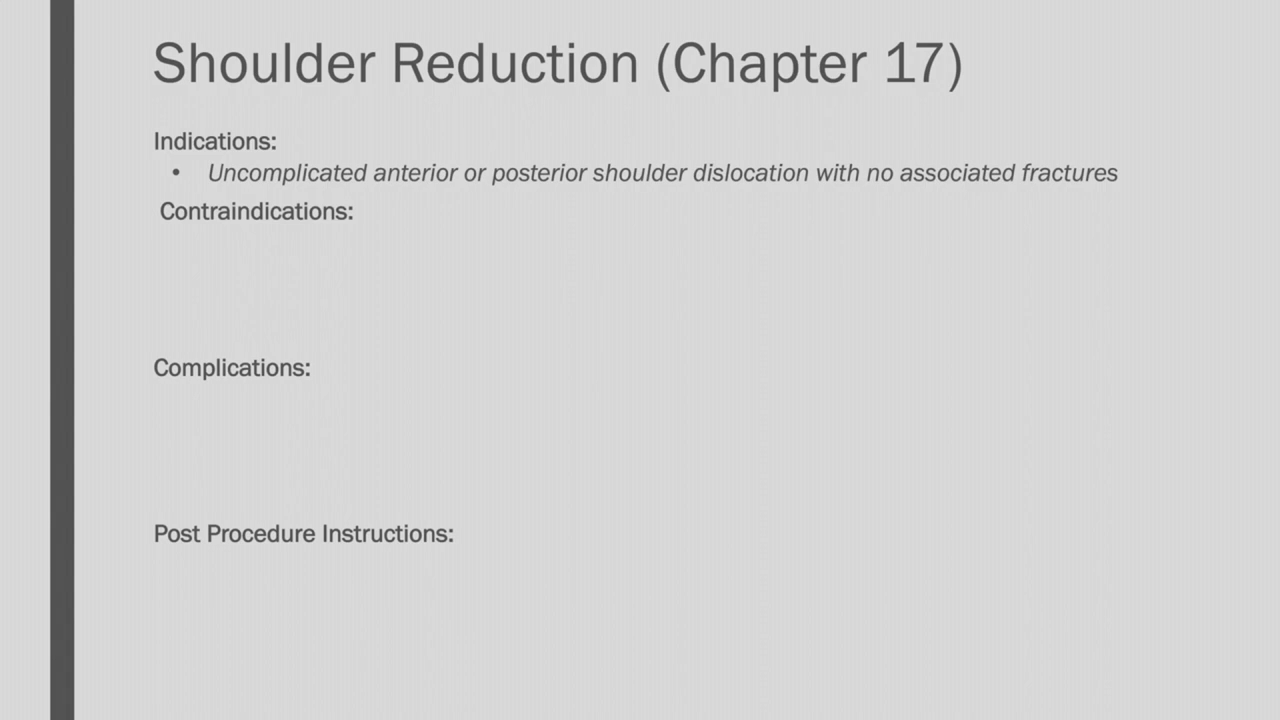 Shoulder Reduction (Chapter 17)
Indications:
• Uncomplicated anterior or posterior shoulder dislocation with no associated fractures
Contraindications:
Complications:
Post Procedure Instructions: